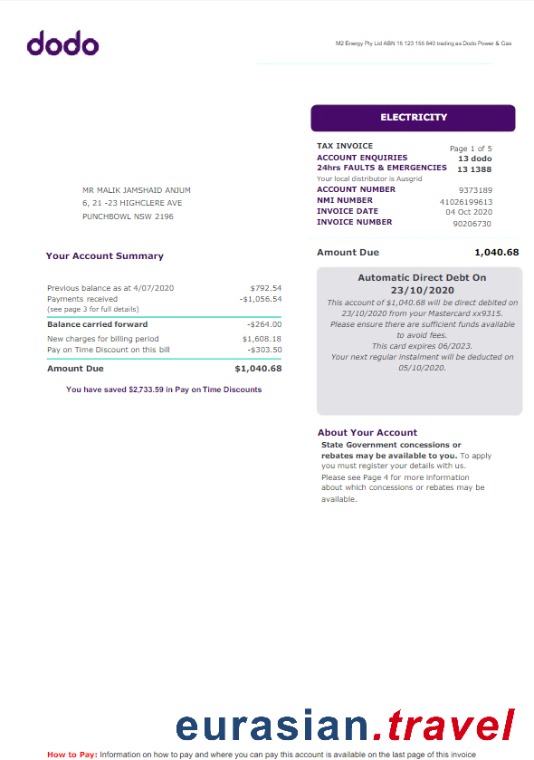 dodo
M2 Energy Pty Ltd ABN 15 123 155 840 trading as Dodo Power & Gas
ELECTRICITY
TAX INVOICE Page 1 of 5
ACCOUNT ENQUIRIES 13 dodo
24hrs FAULTS & EMERGENCIES 13 1388
Your local distributor is Ausgrid
ACCOUNT NUMBER 9373189
NMI NUMBER 41026199613
INVOICE DATE 04 Oct 2020
INVOICE NUMBER 90206730
MR MALIK JAMSHAID ANJUM
6, 21 -23 HIGHCLERE AVE
PUNCHBOWL NSW 2196
Amount Due 1,040.68
Your Account Summary
Previous balance as at 4/07/2020 $792.54
Payments received -$1,056.54
(see page 3 for full details)
Balance carried forward -$264.00
New charges for billing period $1,608.18
Pay on Time Discount on this bill -$303.50
Amount Due $1,040.68
You have saved $2,733.59 in Pay on Time Discounts
Automatic Direct Debt On
23/10/2020
This account of $1,040.68 will be direct debited on
23/10/2020 from your Mastercard xx9315.
Please ensure there are sufficient funds available
to avoid fees.
This card expires 06/2023.
Your next regular instalment will be deducted on
05/10/2020.
About Your Account
State Government concessions or
rebates may be available to you. To apply
you must register your details with us.
Please see Page 4 for more information
about which concessions or rebates may be
available.
eurasian.travel
How to Pay: Information on how to pay and where you can pay this account is available on the last page of this invoice